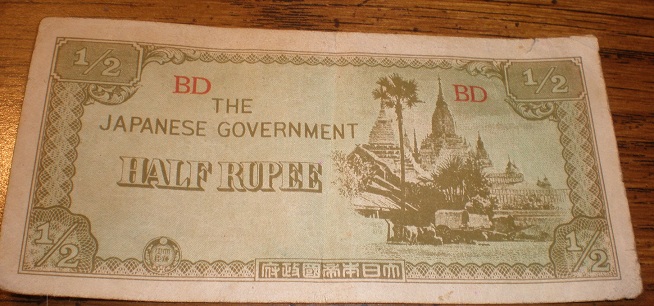 1/2 1/2
BD BD
THE
JAPANESE GOVERNMENT
HALF RUPEE
1/2 1/2
大日本帝國政府